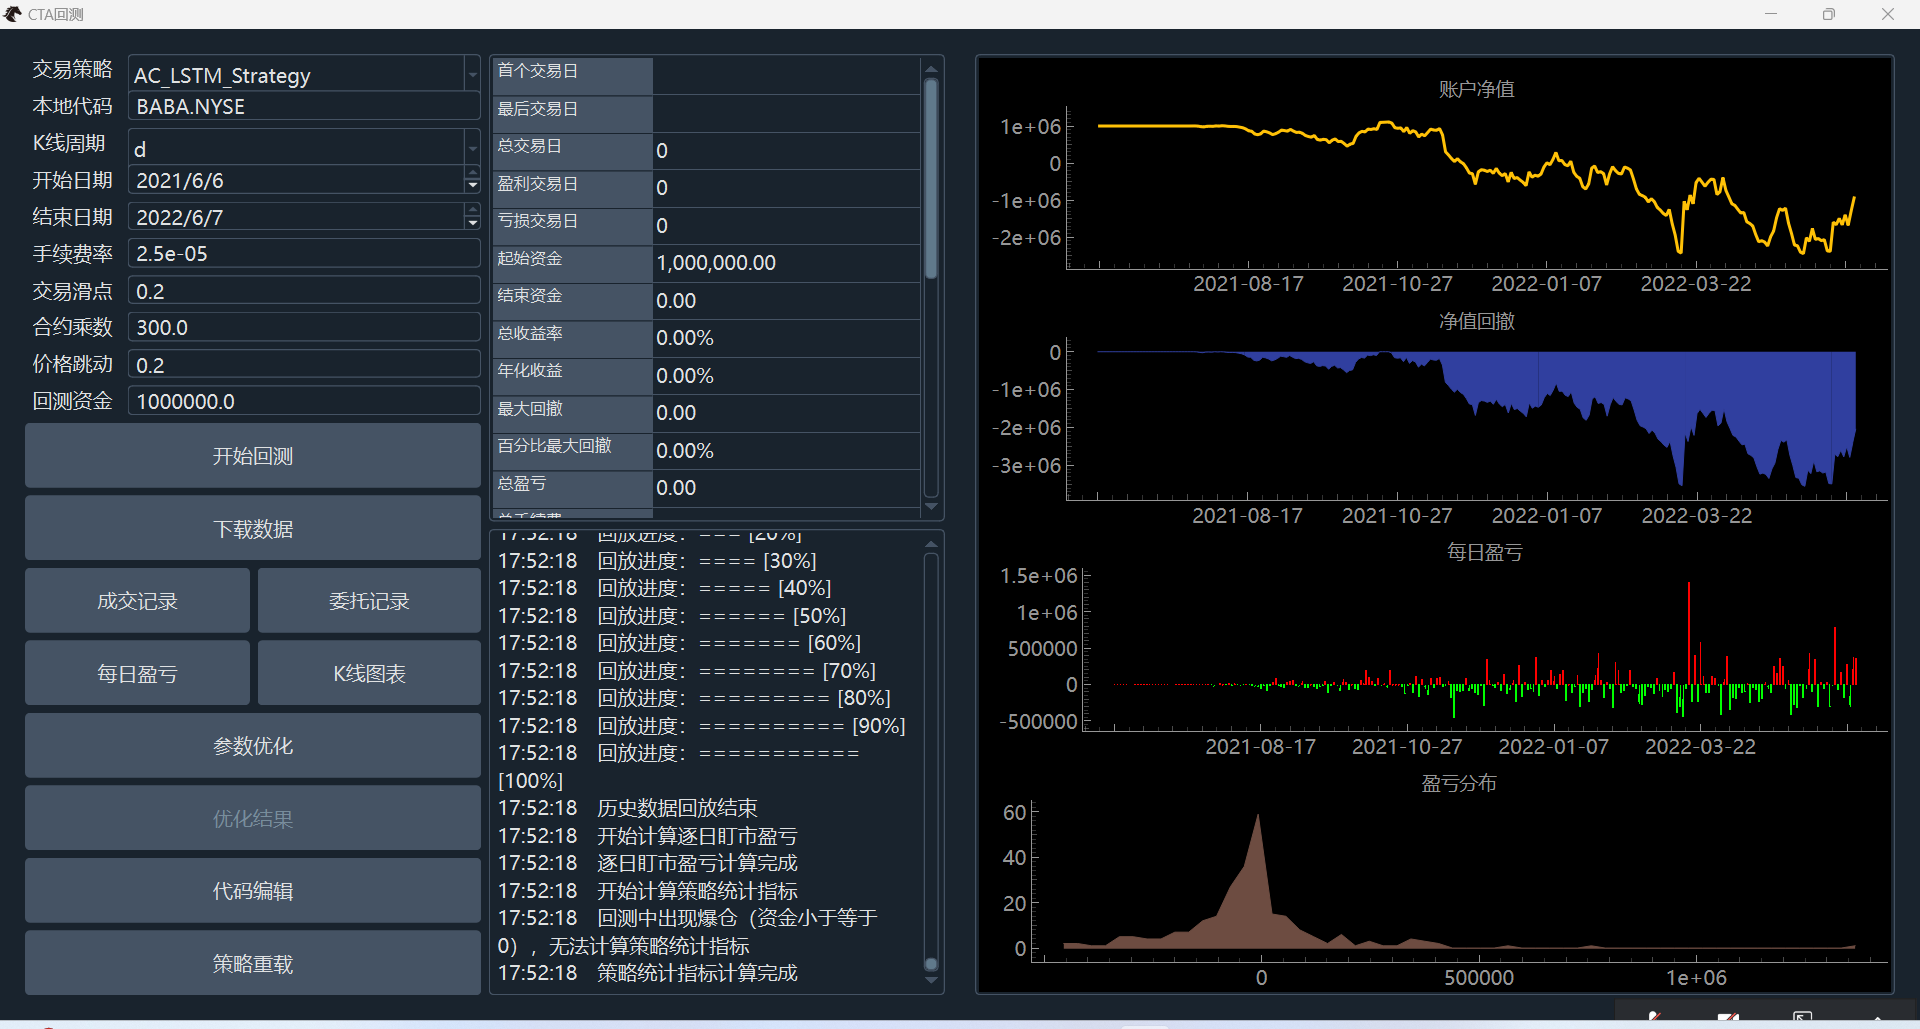 CTA回测
交易策略 AC_LSTM_Strategy
本地代码 BABA.NYSE
K线周期 d
开始日期 2021/6/6
结束日期 2022/6/7
手续费率 2.5e-05
交易滑点 0.2
合约乘数 300.0
价格跳动 0.2
回测资金 1000000.0
开始回测
下载数据
成交记录 委托记录
每日盈亏 K线图表
参数优化
优化结果
代码编辑
策略重载
首个交易日
最后交易日
总交易日 0
盈利交易日 0
亏损交易日 0
起始资金 1,000,000.00
结束资金 0.00
总收益率 0.00%
年化收益 0.00%
最大回撤 0.00
百分比最大回撤 0.00%
总盈亏 0.00
总手续费
17:52:18 回放进度：=== [20%]
17:52:18 回放进度：==== [30%]
17:52:18 回放进度：===== [40%]
17:52:18 回放进度：====== [50%]
17:52:18 回放进度：======= [60%]
17:52:18 回放进度：======== [70%]
17:52:18 回放进度：========= [80%]
17:52:18 回放进度：========== [90%]
17:52:18 回放进度：===========
[100%]
17:52:18 历史数据回放结束
17:52:18 开始计算逐日盯市盈亏
17:52:18 逐日盯市盈亏计算完成
17:52:18 开始计算策略统计指标
17:52:18 回测中出现爆仓（资金小于等于
0），无法计算策略统计指标
17:52:18 策略统计指标计算完成
账户净值
1e+06
0
-1e+06
-2e+06
2021-08-17 2021-10-27 2022-01-07 2022-03-22
净值回撤
0
-1e+06
-2e+06
-3e+06
2021-08-17 2021-10-27 2022-01-07 2022-03-22
每日盈亏
1.5e+06
1e+06
500000
0
-500000
2021-08-17 2021-10-27 2022-01-07 2022-03-22
盈亏分布
60
40
20
0
0 500000 1e+06